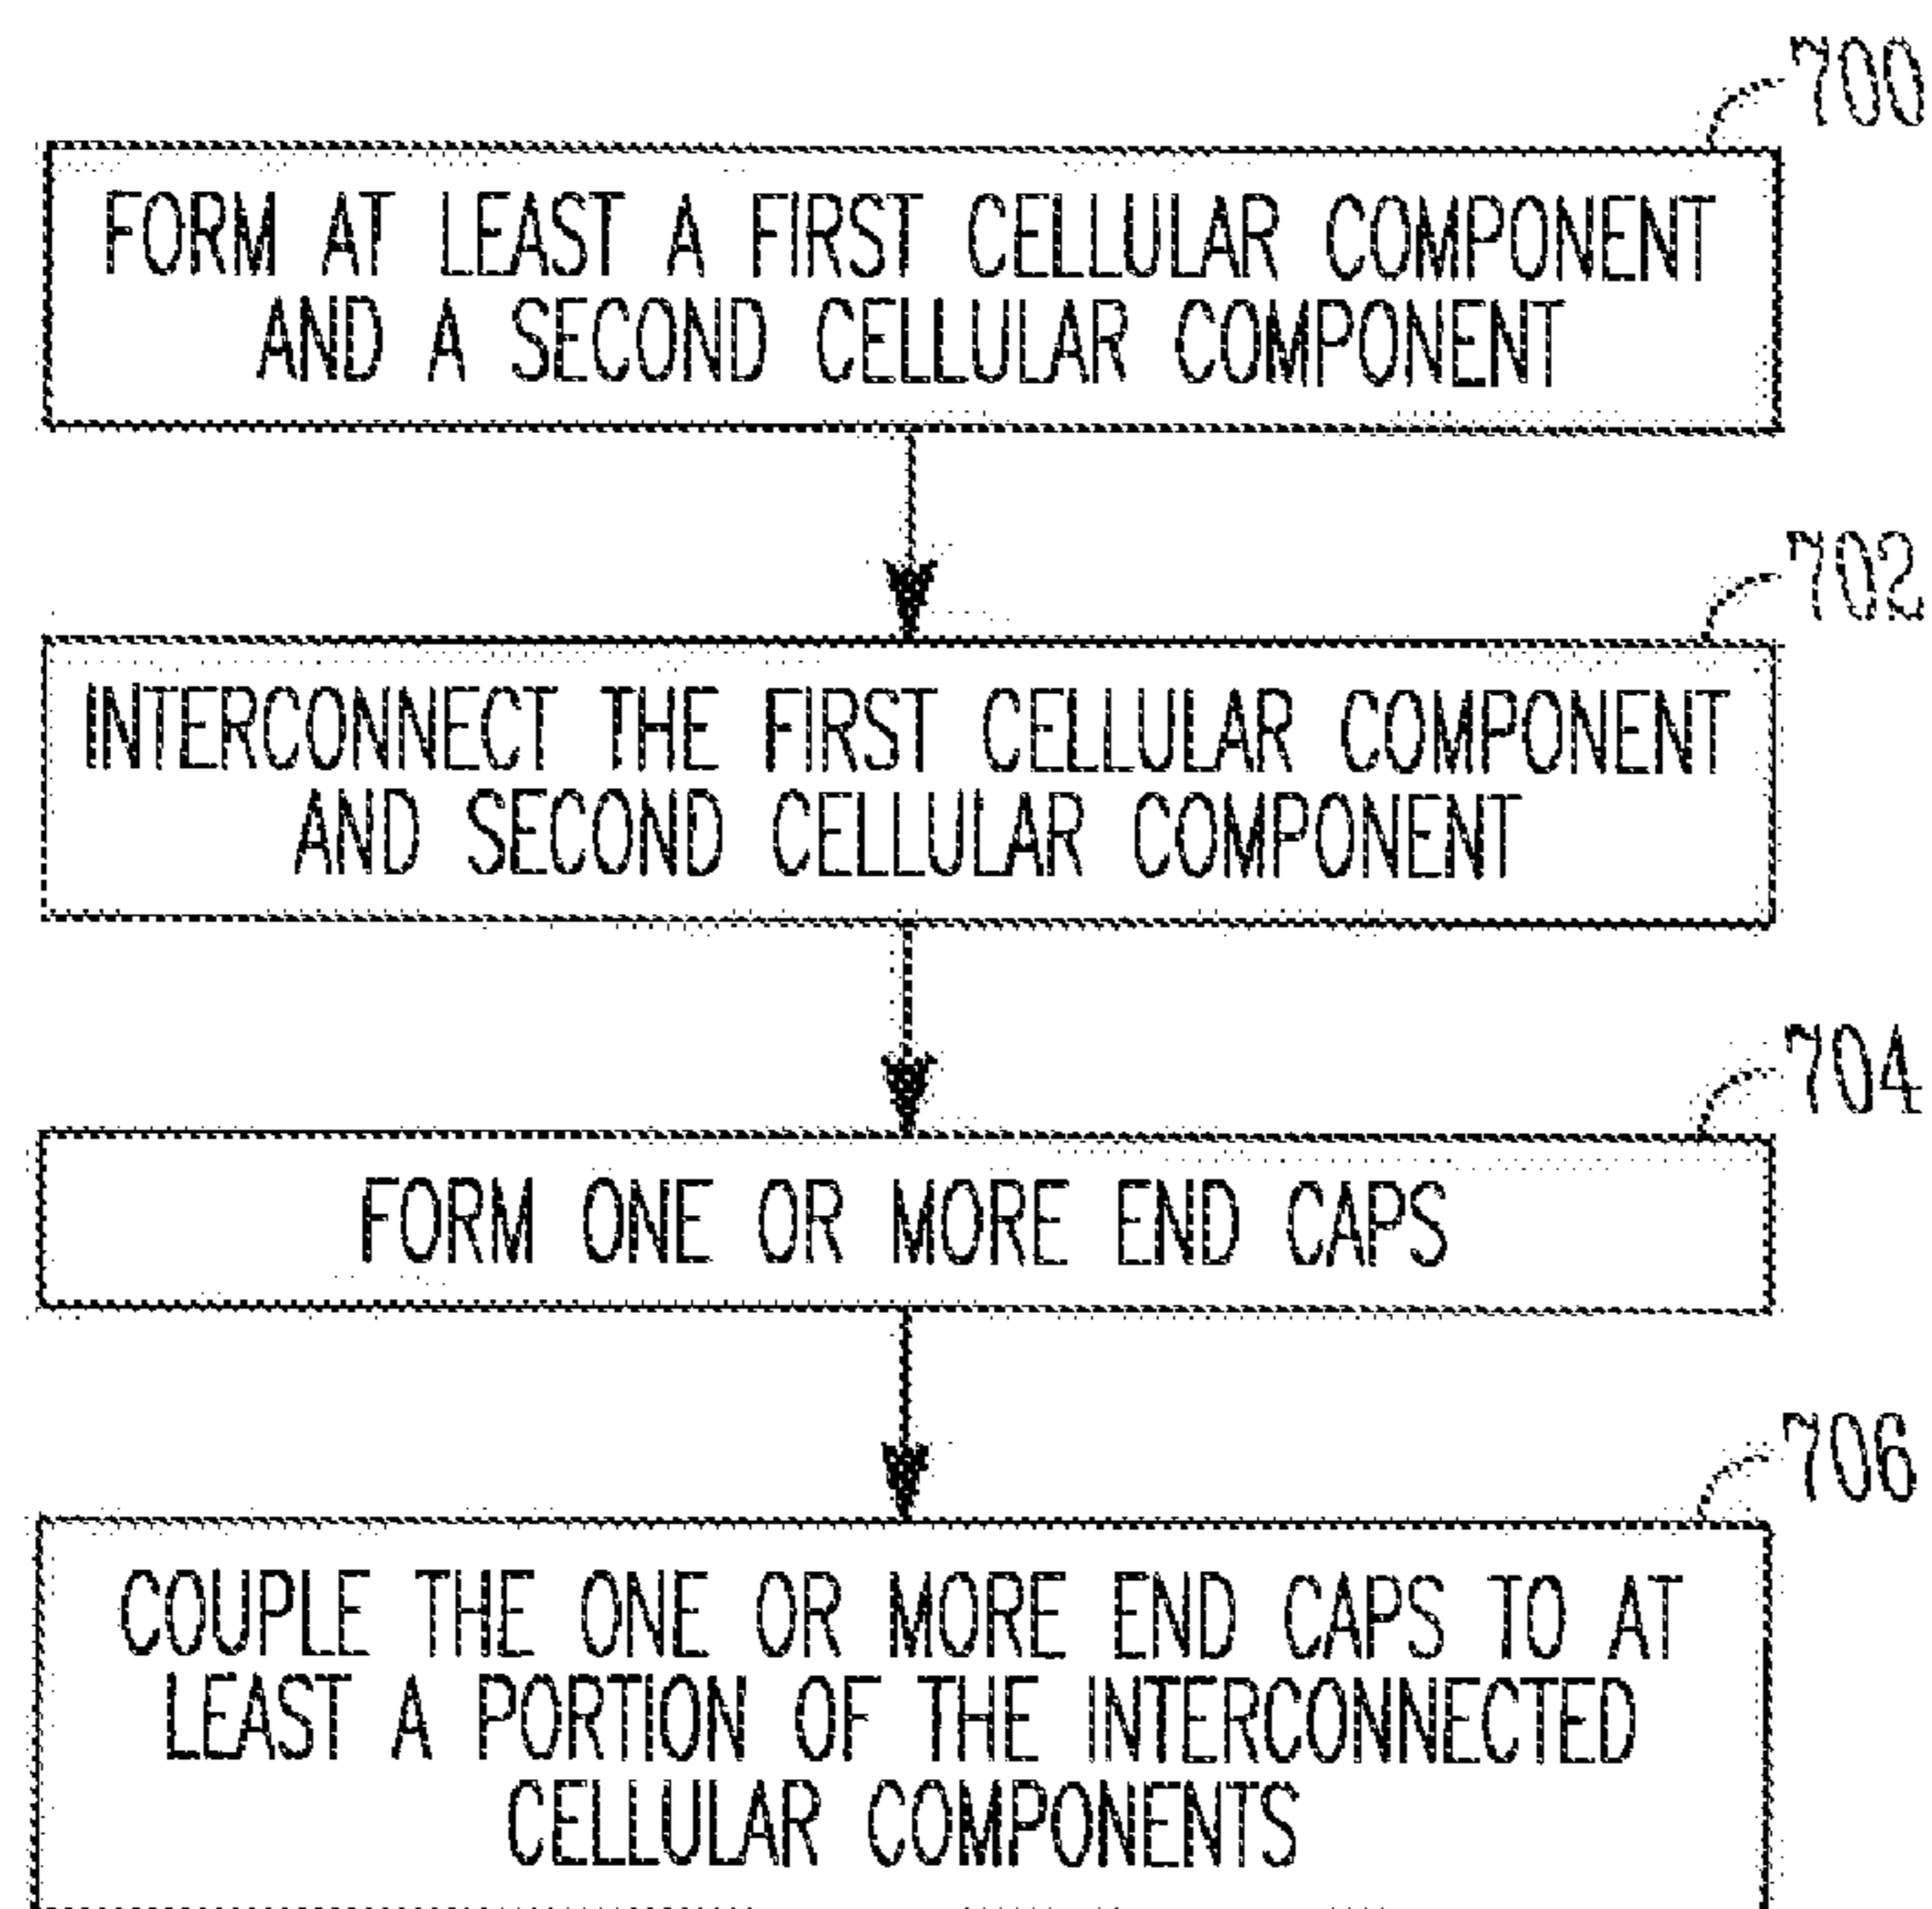 700
FORM AT LEAST A FIRST CELLULAR COMPONENT
AND A SECOND CELLULAR COMPONENT
702
INTERCONNECT THE FIRST CELLULAR COMPONENT
AND SECOND CELLULAR COMPONENT
704
FORM ONE OR MORE END CAPS
706
COUPLE THE ONE OR MORE END CAPS TO AT
LEAST A PORTION OF THE INTERCONNECTED
CELLULAR COMPONENTS